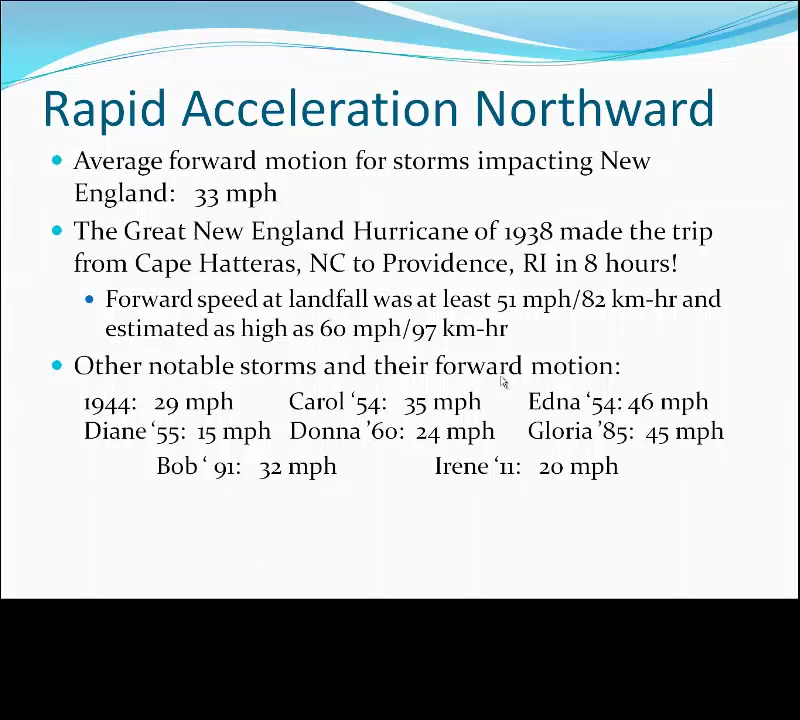 Rapid Acceleration Northward
Average forward motion for storms impacting New
England: 33 mph
The Great New England Hurricane of 1938 made the trip
from Cape Hatteras, NC to Providence, RI in 8 hours!
Forward speed at landfall was at least 51 mph/82 km-hr and
estimated as high as 60 mph/97 km-hr
Other notable storms and their forward motion:
1944: 29 mph Carol ‘54: 35 mph Edna ‘54: 46 mph
Diane ‘55: 15 mph Donna ’60: 24 mph Gloria ’85: 45 mph
Bob ‘ 91: 32 mph Irene ‘11: 20 mph